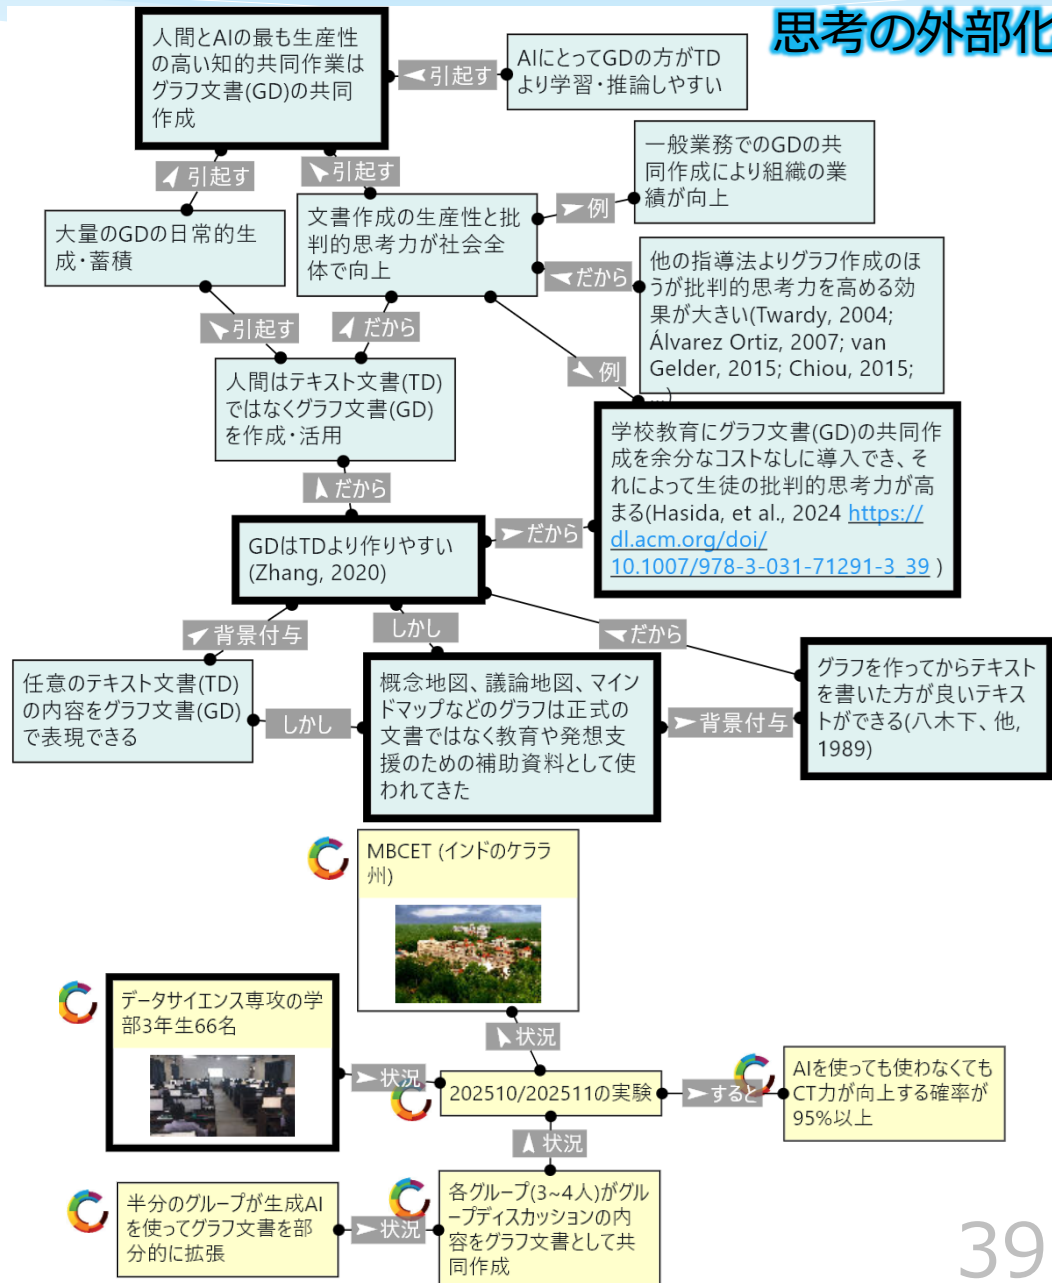 思考の外部化
人間とAIの最も生産性
の高い知的共同作業は
グラフ文書(GD)の共同
作成
引起す
AIにとってGDの方がTD
より学習・推論しやすい
一般業務でのGDの共
同作成により組織の業
績が向上
引起す
引起す
例
大量のGDの日常的生
成・蓄積
文書作成の生産性と批
判的思考力が社会全
体で向上
だから
他の指導法よりグラフ作成のほ
うが批判的思考力を高める効
果が大きい(Twardy, 2004;
Álvarez Ortiz, 2007; van
Gelder, 2015; Chiou, 2015;
...)
引起す
だから
例
人間はテキスト文書(TD)
ではなくグラフ文書(GD)
を作成・活用
学校教育にグラフ文書(GD)の共同作
成を余分なコストなしに導入でき、そ
れによって生徒の批判的思考力が高
まる(Hasida, et al., 2024 https://
dl.acm.org/doi/
10.1007/978-3-031-71291-3_39 )
だから
だから
GDはTDより作りやすい
(Zhang, 2020)
背景付与
しかし
だから
任意のテキスト文書(TD)
の内容をグラフ文書(GD)
で表現できる
しかし
概念地図、議論地図、マイン
ドマップなどのグラフは正式の
文書ではなく教育や発想支
援のための補助資料として使
われてきた
背景付与
グラフを作ってからテキスト
を書いた方が良いテキス
トができる(八木下、他,
1989)
MBCET (インドのケララ
州)
データサイエンス専攻の学
部3年生66名
状況
状況
202510/202511の実験
すると
AIを使っても使わなくても
CT力が向上する確率が
95%以上
状況
半分のグループが生成AI
を使ってグラフ文書を部
分的に拡張
状況
各グループ(3~4人)がグル
ープディスカッションの内
容をグラフ文書として共
同作成
39